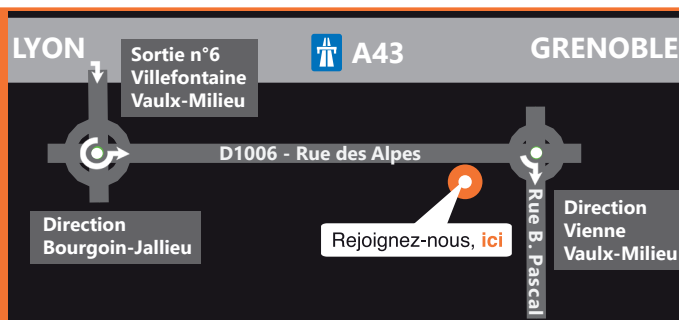 LYON
Sortie n°6
Villefontaine
Vaulx-Milieu
A43
GRENOBLE
D1006 - Rue des Alpes
Direction
Bourgoin-Jallieu
Rejoignez-nous, ici
Rue B. Pascal
Direction
Vienne
Vaulx-Milieu